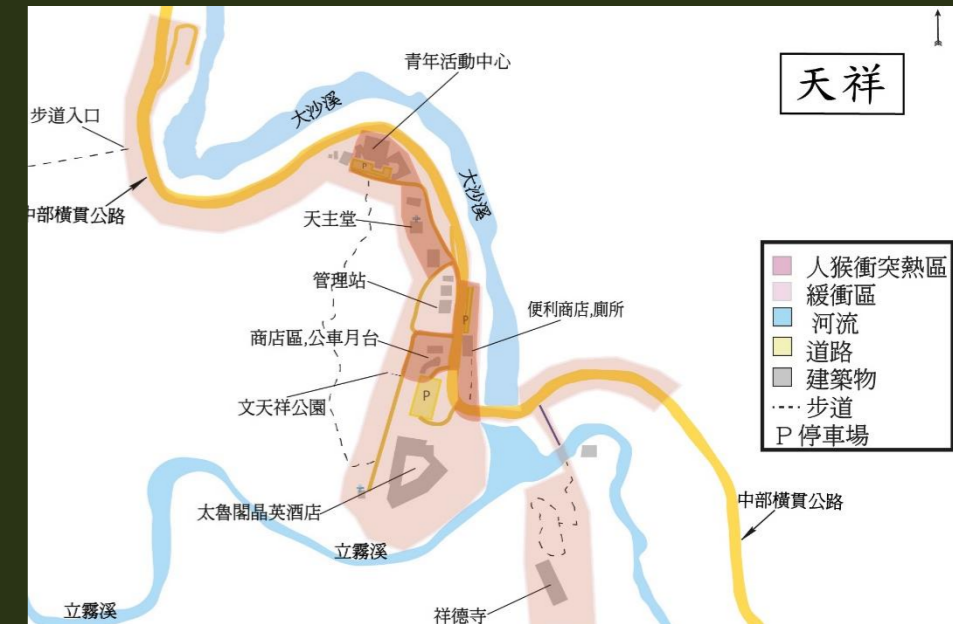 天祥
青年活動中心
大沙溪
步道入口
大沙溪
中部橫貫公路
天主堂
管理站
便利商店,廁所
P
P
商店區,公車月台
文天祥公園
P
太魯閣晶英酒店
中部橫貫公路
立霧溪
立霧溪
祥德寺
人猴衝突熱區
緩衝區
河流
道路
建築物
步道
P 停車場